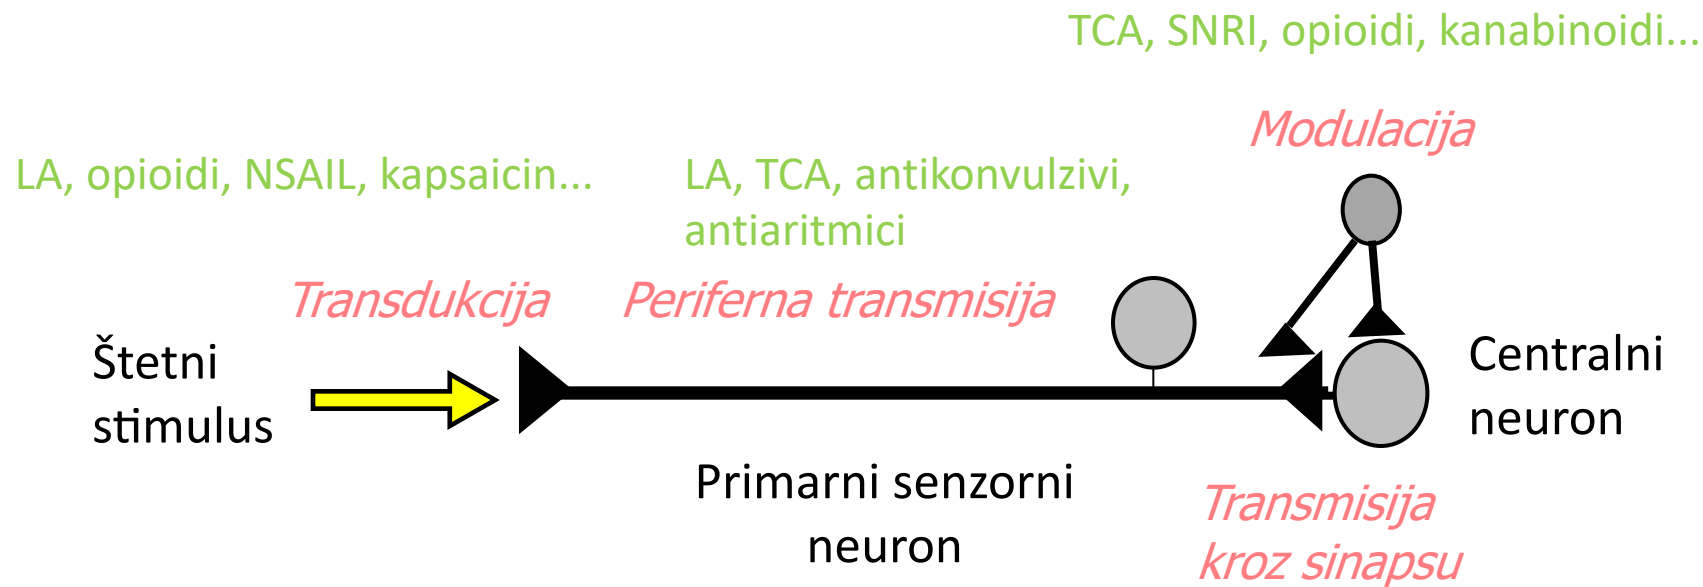 TCA, SNRI, opioidi, kanabinoidi...
Modulacija
LA, opioidi, NSAIL, kapsaicin...
LA, TCA, antikonvulzivi,
antiaritmici
Transdukcija
Periferna transmisija
Štetni
stimulus
Centralni
neuron
Primarni senzorni
neuron
Transmisija
kroz sinapsu